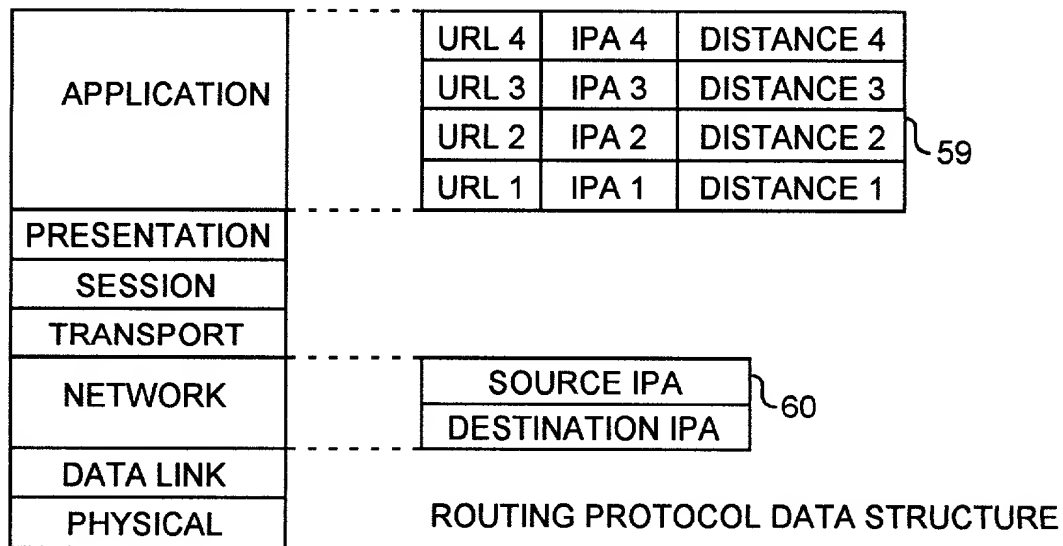 APPLICATION
URL 4 IPA 4 DISTANCE 4
URL 3 IPA 3 DISTANCE 3
URL 2 IPA 2 DISTANCE 2
URL 1 IPA 1 DISTANCE 1
59
PRESENTATION
SESSION
TRANSPORT
NETWORK
SOURCE IPA
DESTINATION IPA
60
DATA LINK
PHYSICAL
ROUTING PROTOCOL DATA STRUCTURE